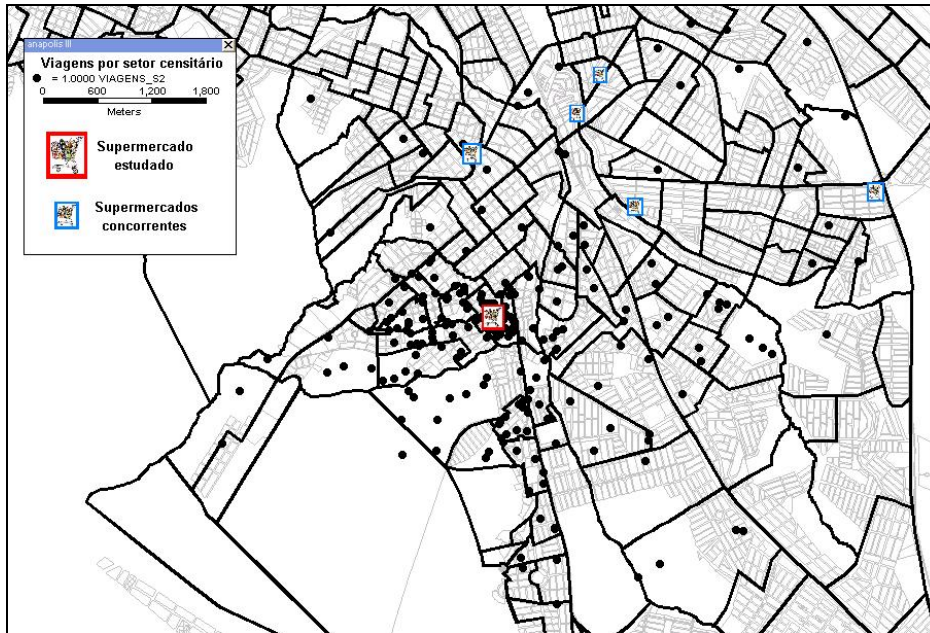 anapolis III
Viagens por setor censitário
= 1.0000 VIAGENS_S2
0 600 1,200 1,800
Meters
Supermercado
estudado
Supermercados
concorrentes